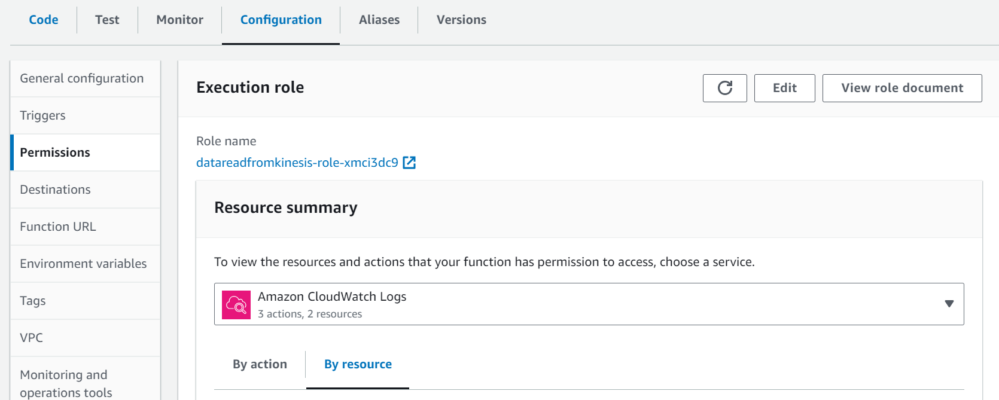 Code Test Monitor Configuration Aliases Versions
General configuration
Triggers
Permissions
Destinations
Function URL
Environment variables
Tags
VPC
Monitoring and
operations tools
Execution role
Edit View role document
Role name
datareadfromkinesis-role-xmci3dc9
Resource summary
To view the resources and actions that your function has permission to access, choose a service.
Amazon CloudWatch Logs
3 actions, 2 resources
By action By resource